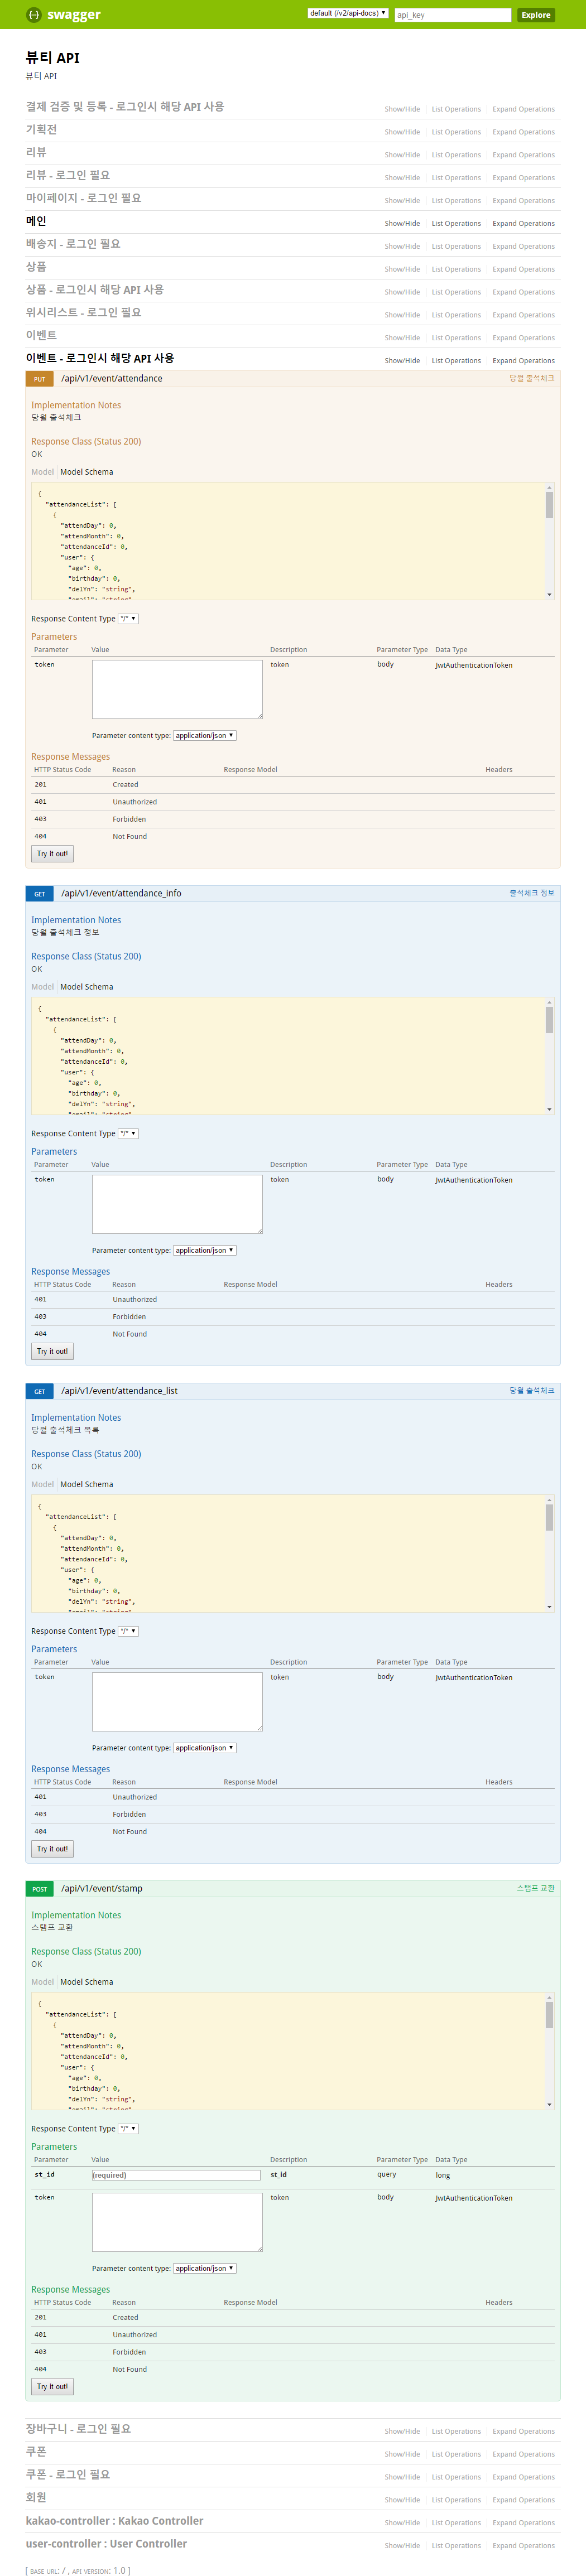 {···} swagger default (/v2/api-docs) ▼ api_key Explore
뷰티 API
뷰티 API
결제 검증 및 등록 - 로그인시 해당 API 사용 Show/Hide List Operations Expand Operations
기획전 Show/Hide List Operations Expand Operations
리뷰 Show/Hide List Operations Expand Operations
리뷰 - 로그인 필요 Show/Hide List Operations Expand Operations
마이페이지 - 로그인 필요 Show/Hide List Operations Expand Operations
메인 Show/Hide List Operations Expand Operations
배송지 - 로그인 필요 Show/Hide List Operations Expand Operations
상품 Show/Hide List Operations Expand Operations
상품 - 로그인시 해당 API 사용 Show/Hide List Operations Expand Operations
위시리스트 - 로그인 필요 Show/Hide List Operations Expand Operations
이벤트 Show/Hide List Operations Expand Operations
이벤트 - 로그인시 해당 API 사용 Show/Hide List Operations Expand Operations
PUT /api/v1/event/attendance 당월 출석체크
Implementation Notes
당월 출석체크
Response Class (Status 200)
OK
Model Model Schema
{
"attendanceList": [
{
"attendDay": 0,
"attendMonth": 0,
"attendanceId": 0,
"user": {
"age": 0,
"birthday": 0,
"delYn": "string",
"email": "string",
Response Content Type */* ▼
Parameters
Parameter Value Description Parameter Type Data Type
token token body JwtAuthenticationToken
Parameter content type: application/json ▼
Response Messages
HTTP Status Code Reason Response Model Headers
201 Created
401 Unauthorized
403 Forbidden
404 Not Found
Try it out!
GET /api/v1/event/attendance_info 출석체크 정보
Implementation Notes
당월 출석체크 정보
Response Class (Status 200)
OK
Model Model Schema
{
"attendanceList": [
{
"attendDay": 0,
"attendMonth": 0,
"attendanceId": 0,
"user": {
"age": 0,
"birthday": 0,
"delYn": "string",
"email": "string",
Response Content Type */* ▼
Parameters
Parameter Value Description Parameter Type Data Type
token token body JwtAuthenticationToken
Parameter content type: application/json ▼
Response Messages
HTTP Status Code Reason Response Model Headers
401 Unauthorized
403 Forbidden
404 Not Found
Try it out!
GET /api/v1/event/attendance_list 당월 출석체크
Implementation Notes
당월 출석체크 목록
Response Class (Status 200)
OK
Model Model Schema
{
"attendanceList": [
{
"attendDay": 0,
"attendMonth": 0,
"attendanceId": 0,
"user": {
"age": 0,
"birthday": 0,
"delYn": "string",
"email": "string",
Response Content Type */* ▼
Parameters
Parameter Value Description Parameter Type Data Type
token token body JwtAuthenticationToken
Parameter content type: application/json ▼
Response Messages
HTTP Status Code Reason Response Model Headers
401 Unauthorized
403 Forbidden
404 Not Found
Try it out!
POST /api/v1/event/stamp 스탬프 교환
Implementation Notes
스탬프 교환
Response Class (Status 200)
OK
Model Model Schema
{
"attendanceList": [
{
"attendDay": 0,
"attendMonth": 0,
"attendanceId": 0,
"user": {
"age": 0,
"birthday": 0,
"delYn": "string",
"email": "string",
Response Content Type */* ▼
Parameters
Parameter Value Description Parameter Type Data Type
st_id (required) st_id query long
token token body JwtAuthenticationToken
Parameter content type: application/json ▼
Response Messages
HTTP Status Code Reason Response Model Headers
201 Created
401 Unauthorized
403 Forbidden
404 Not Found
Try it out!
장바구니 - 로그인 필요 Show/Hide List Operations Expand Operations
쿠폰 Show/Hide List Operations Expand Operations
쿠폰 - 로그인 필요 Show/Hide List Operations Expand Operations
회원 Show/Hide List Operations Expand Operations
kakao-controller : Kakao Controller Show/Hide List Operations Expand Operations
user-controller : User Controller Show/Hide List Operations Expand Operations
[ BASE URL: / , API VERSION: 1.0 ]